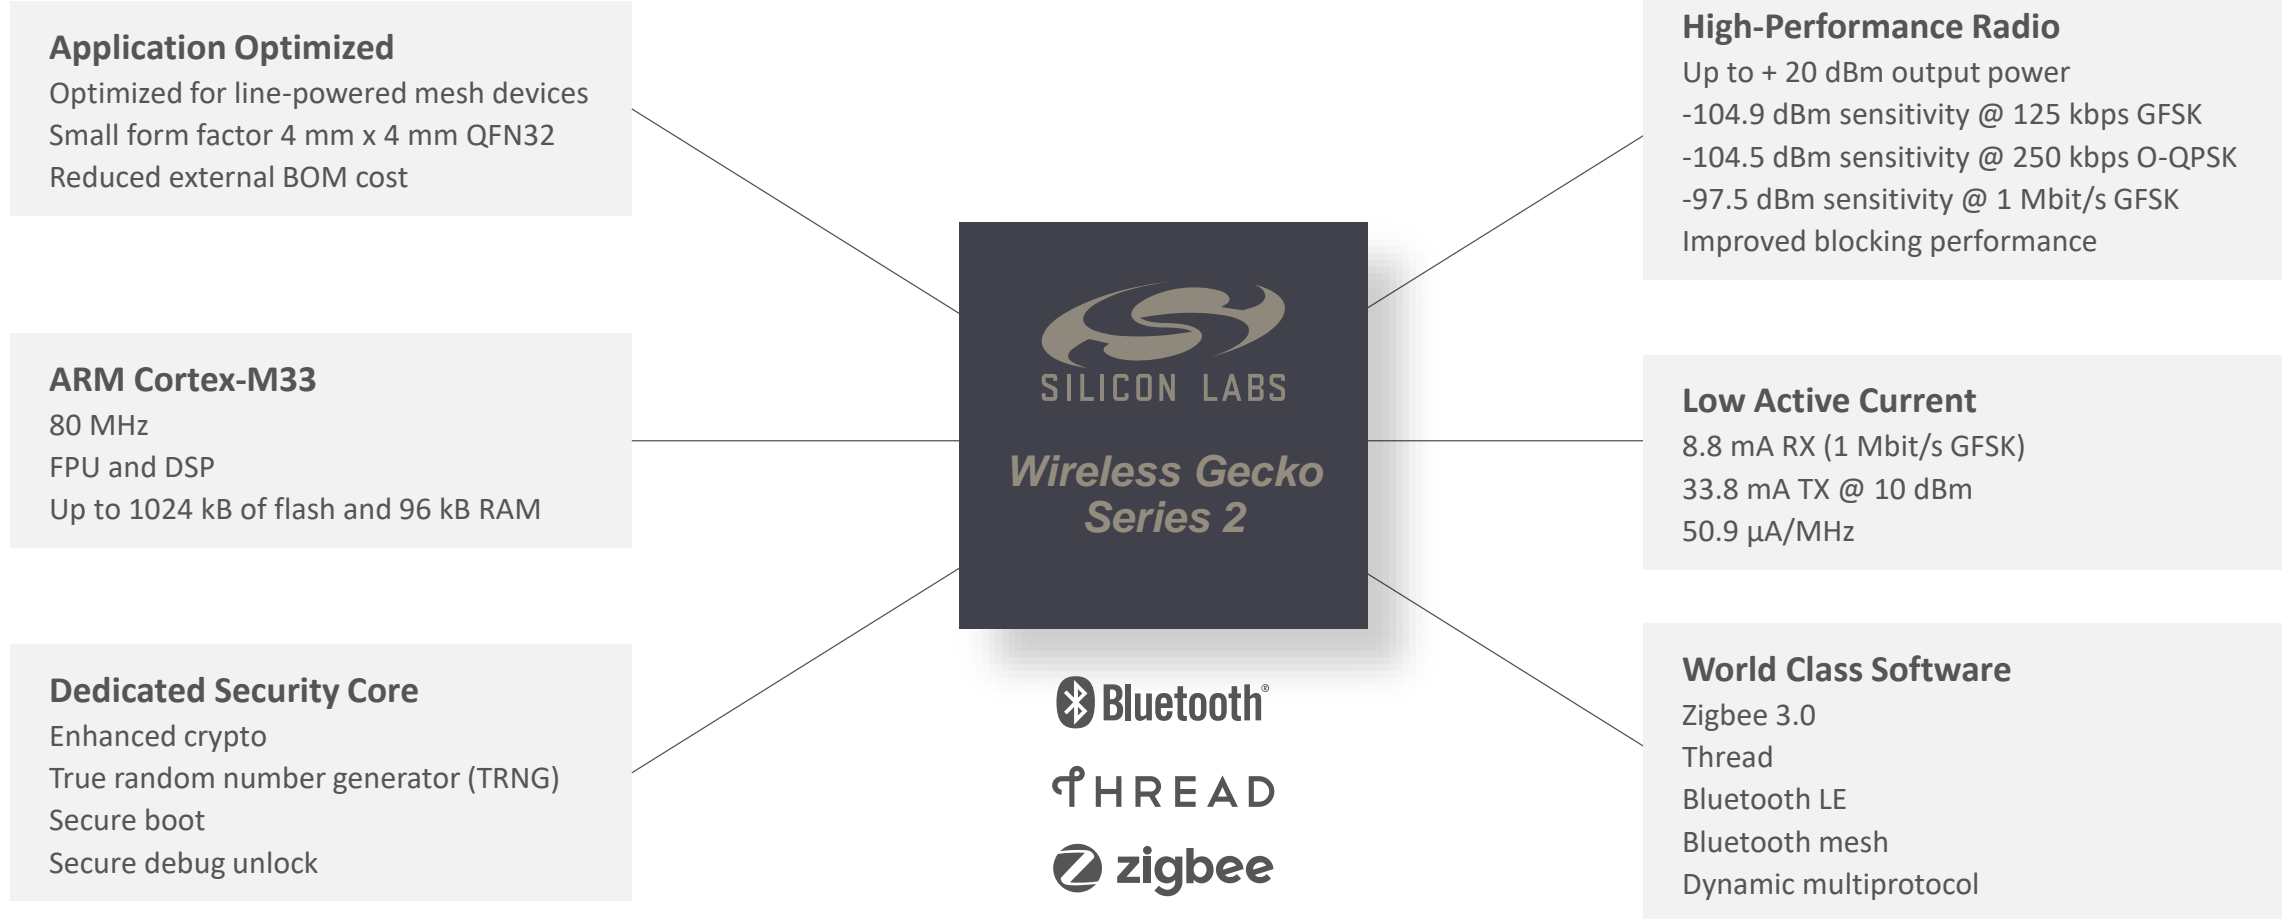 Application Optimized
Optimized for line-powered mesh devices
Small form factor 4 mm x 4 mm QFN32
Reduced external BOM cost
ARM Cortex-M33
80 MHz
FPU and DSP
Up to 1024 kB of flash and 96 kB RAM
Dedicated Security Core
Enhanced crypto
True random number generator (TRNG)
Secure boot
Secure debug unlock
SILICON LABS
Wireless Gecko
Series 2
Bluetooth®
THREAD
zigbee
High-Performance Radio
Up to + 20 dBm output power
-104.9 dBm sensitivity @ 125 kbps GFSK
-104.5 dBm sensitivity @ 250 kbps O-QPSK
-97.5 dBm sensitivity @ 1 Mbit/s GFSK
Improved blocking performance
Low Active Current
8.8 mA RX (1 Mbit/s GFSK)
33.8 mA TX @ 10 dBm
50.9 µA/MHz
World Class Software
Zigbee 3.0
Thread
Bluetooth LE
Bluetooth mesh
Dynamic multiprotocol